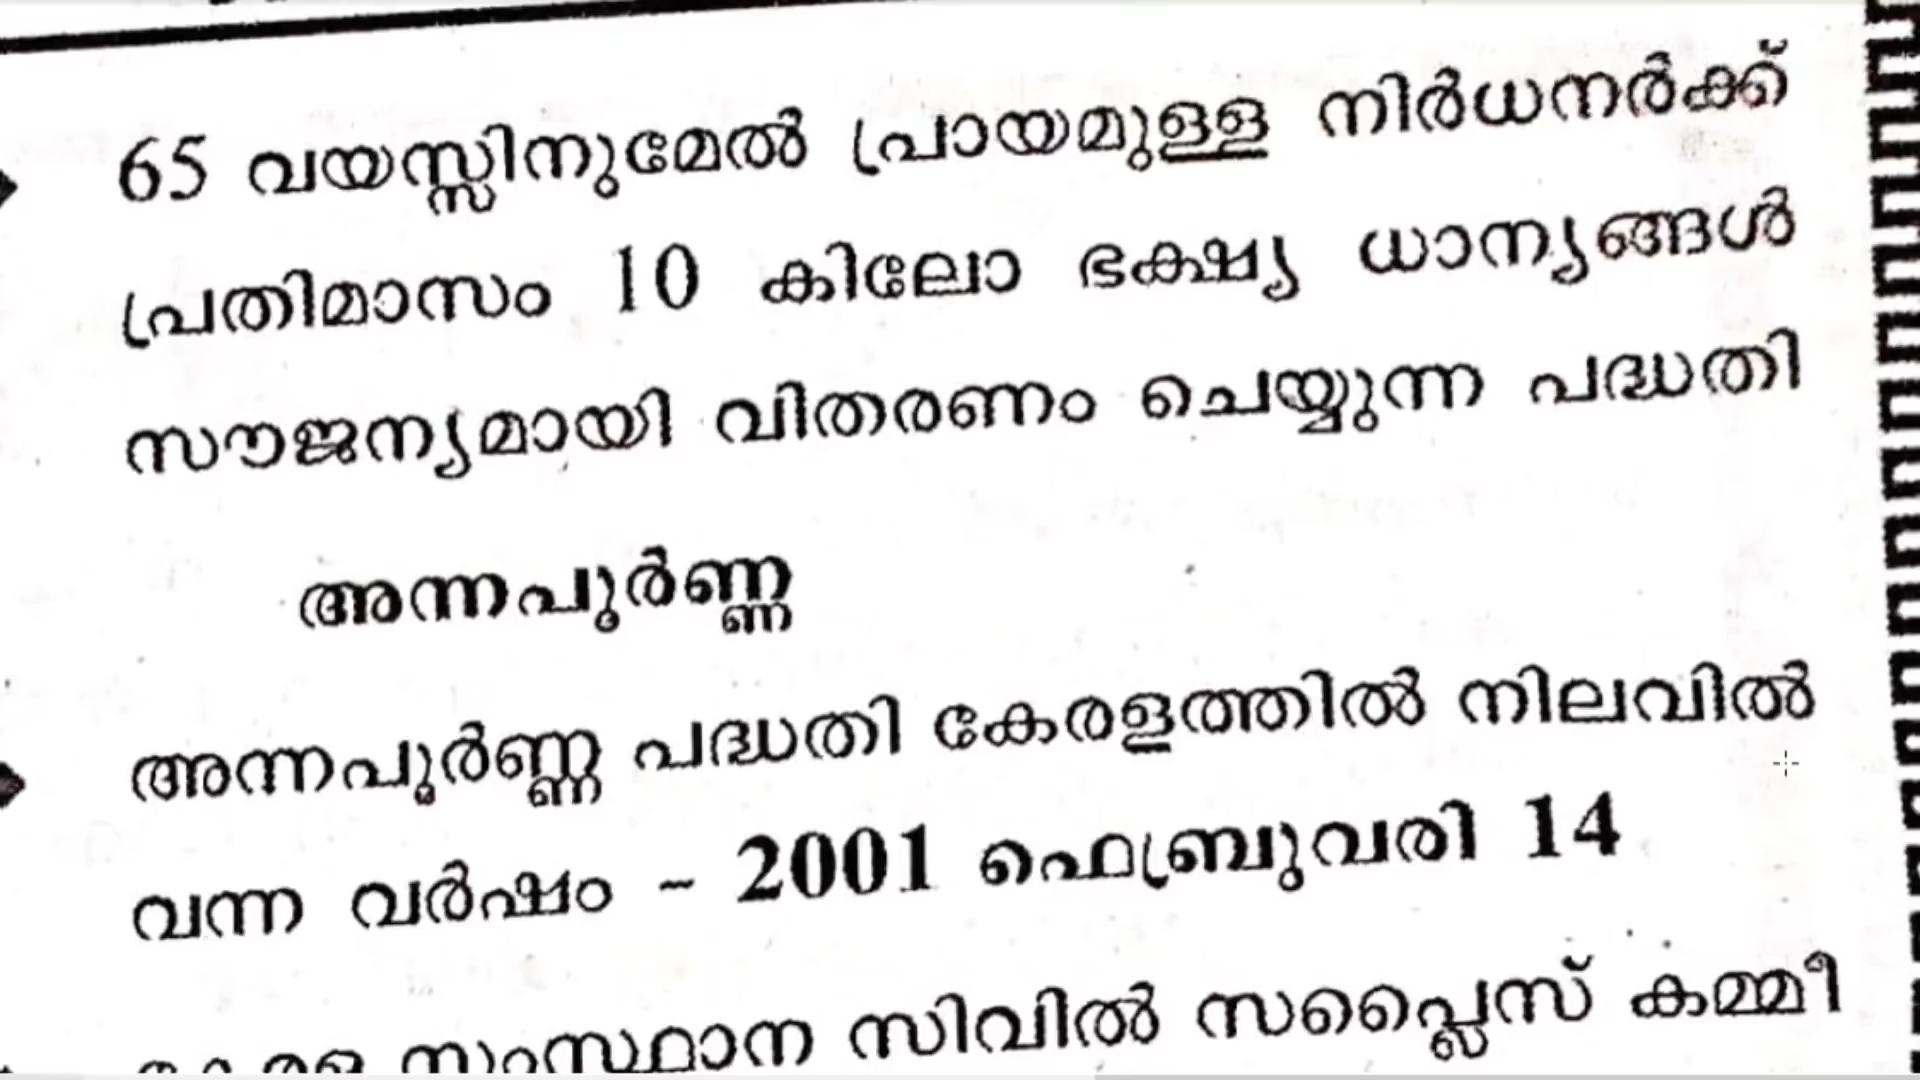 65 വയസ്സിനുമേൽ പ്രായമുള്ള നിർധനർക്ക്
പ്രതിമാസം 10 കിലോ ഭക്ഷ്യ ധാന്യങ്ങൾ
സൗജന്യമായി വിതരണം ചെയ്യുന്ന പദ്ധതി
അന്നപൂർണ്ണ
അന്നപൂർണ്ണ പദ്ധതി കേരളത്തിൽ നിലവിൽ
വന്ന വർഷം - 2001 ഫെബ്രുവരി 14
സംസ്ഥാന സിവിൽ സപ്ലൈസ് കമ്മീ